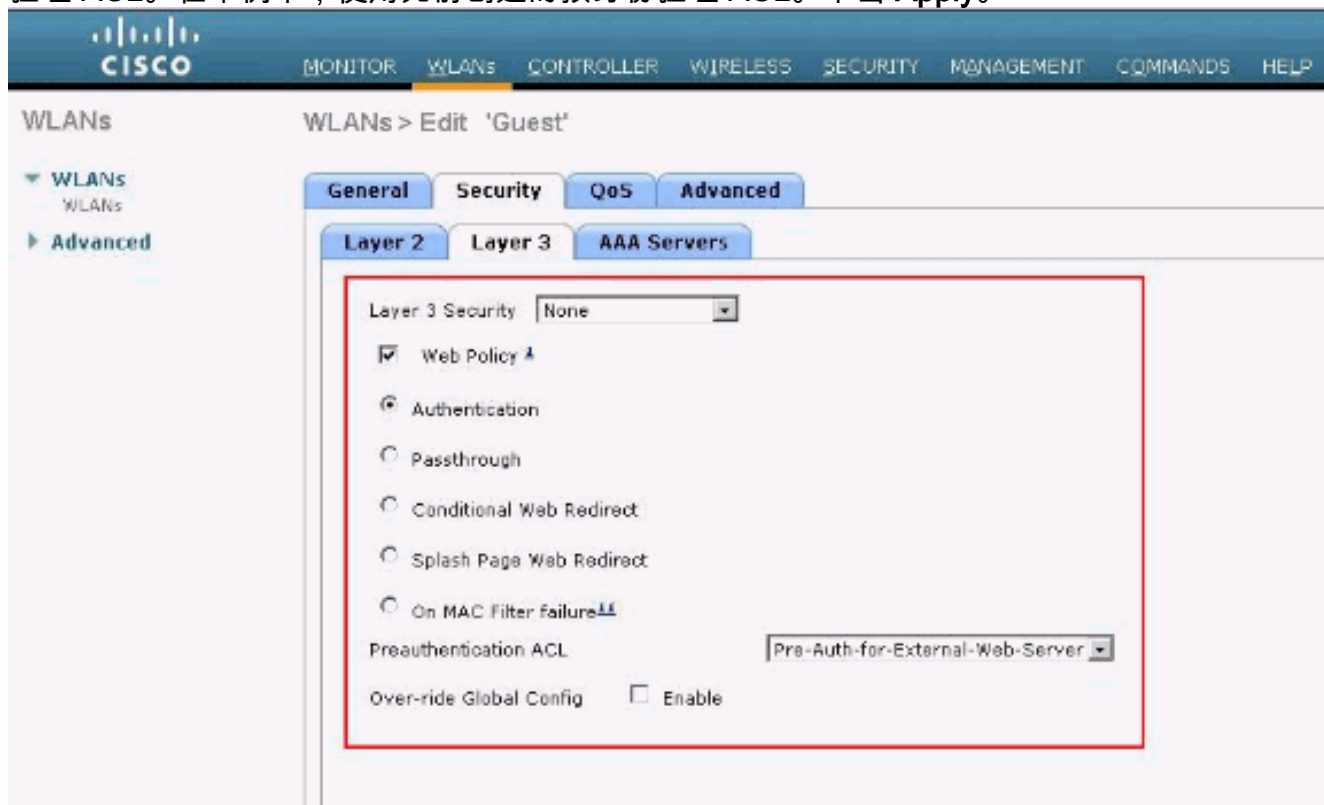 Apply。
CISCO
MONITOR WLANs CONTROLLER WIRELESS SECURITY MANAGEMENT COMMANDS HELP
WLANs
WLANs > Edit 'Guest'
WLANs
WLANs
Advanced
General Security QoS Advanced
Layer 2 Layer 3 AAA Servers
Layer 3 Security None
Web Policy 1
Authentication
Passthrough
Conditional Web Redirect
Splash Page Web Redirect
On MAC Filter failure11
Preauthentication ACL Pre-Auth-for-External-Web-Server
Over-ride Global Config Enable